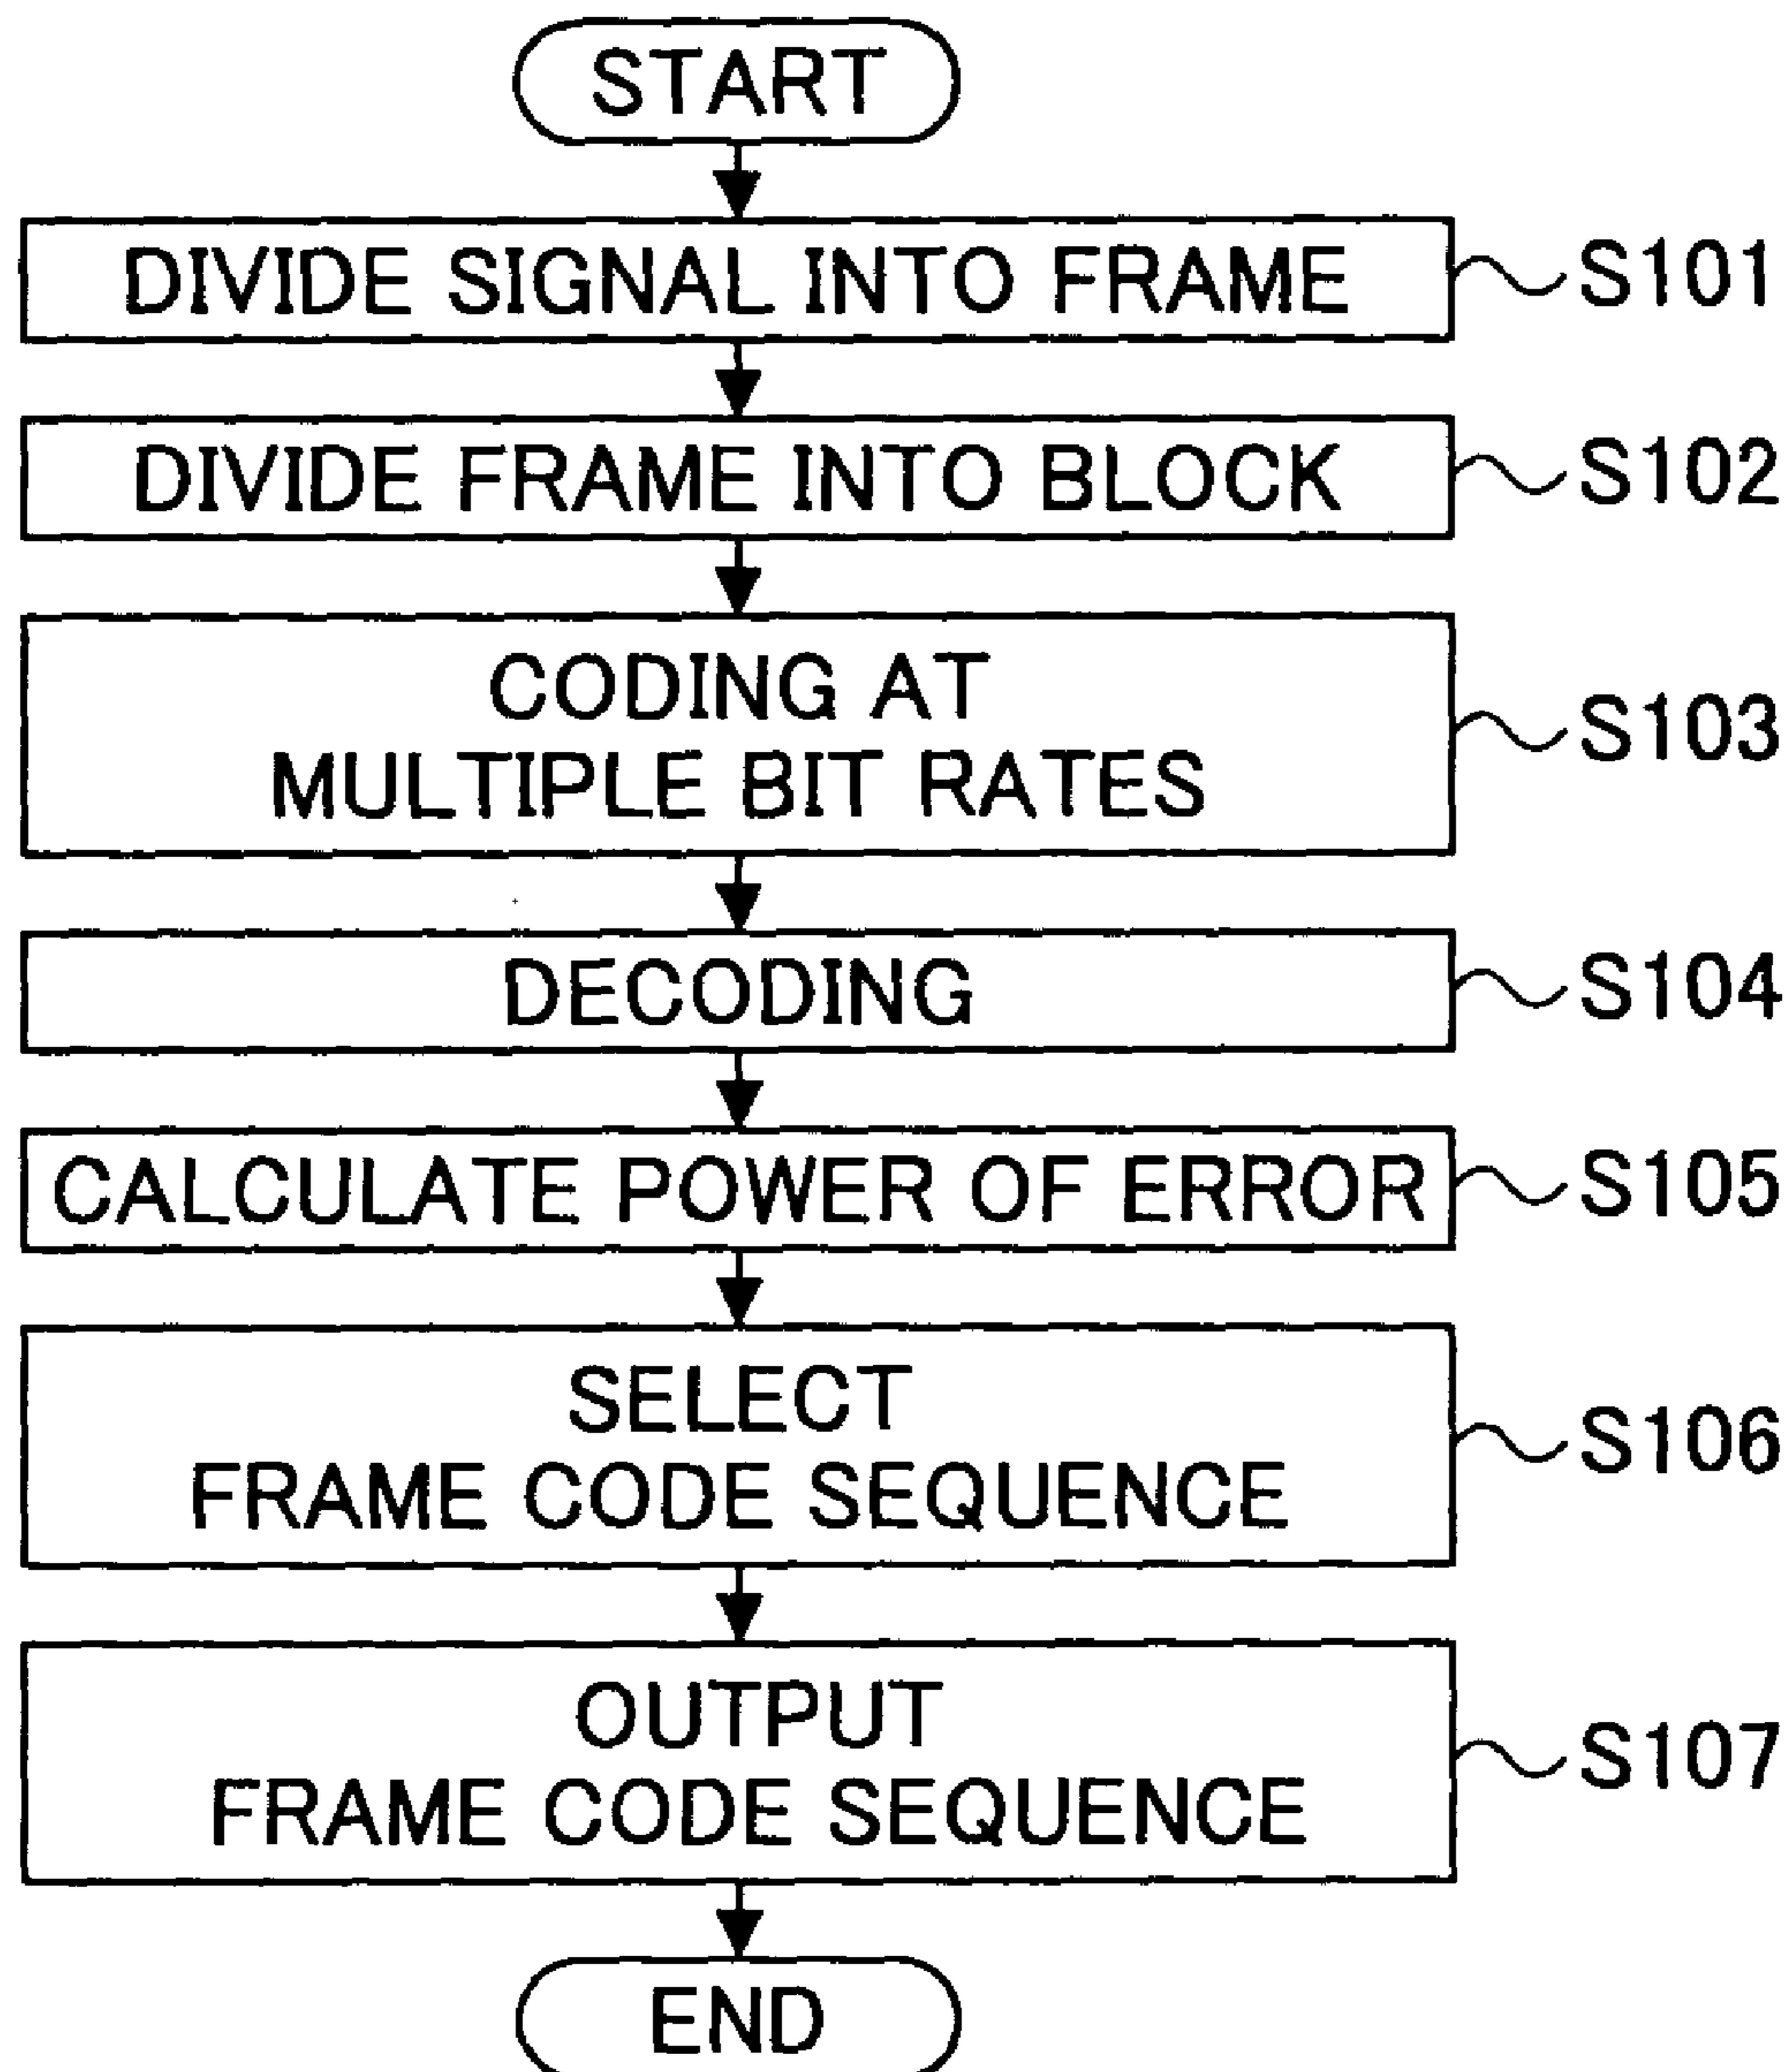 START
DIVIDE SIGNAL INTO FRAME
S101
DIVIDE FRAME INTO BLOCK
S102
CODING AT
MULTIPLE BIT RATES
S103
DECODING
S104
CALCULATE POWER OF ERROR
S105
SELECT
FRAME CODE SEQUENCE
S106
OUTPUT
FRAME CODE SEQUENCE
S107
END